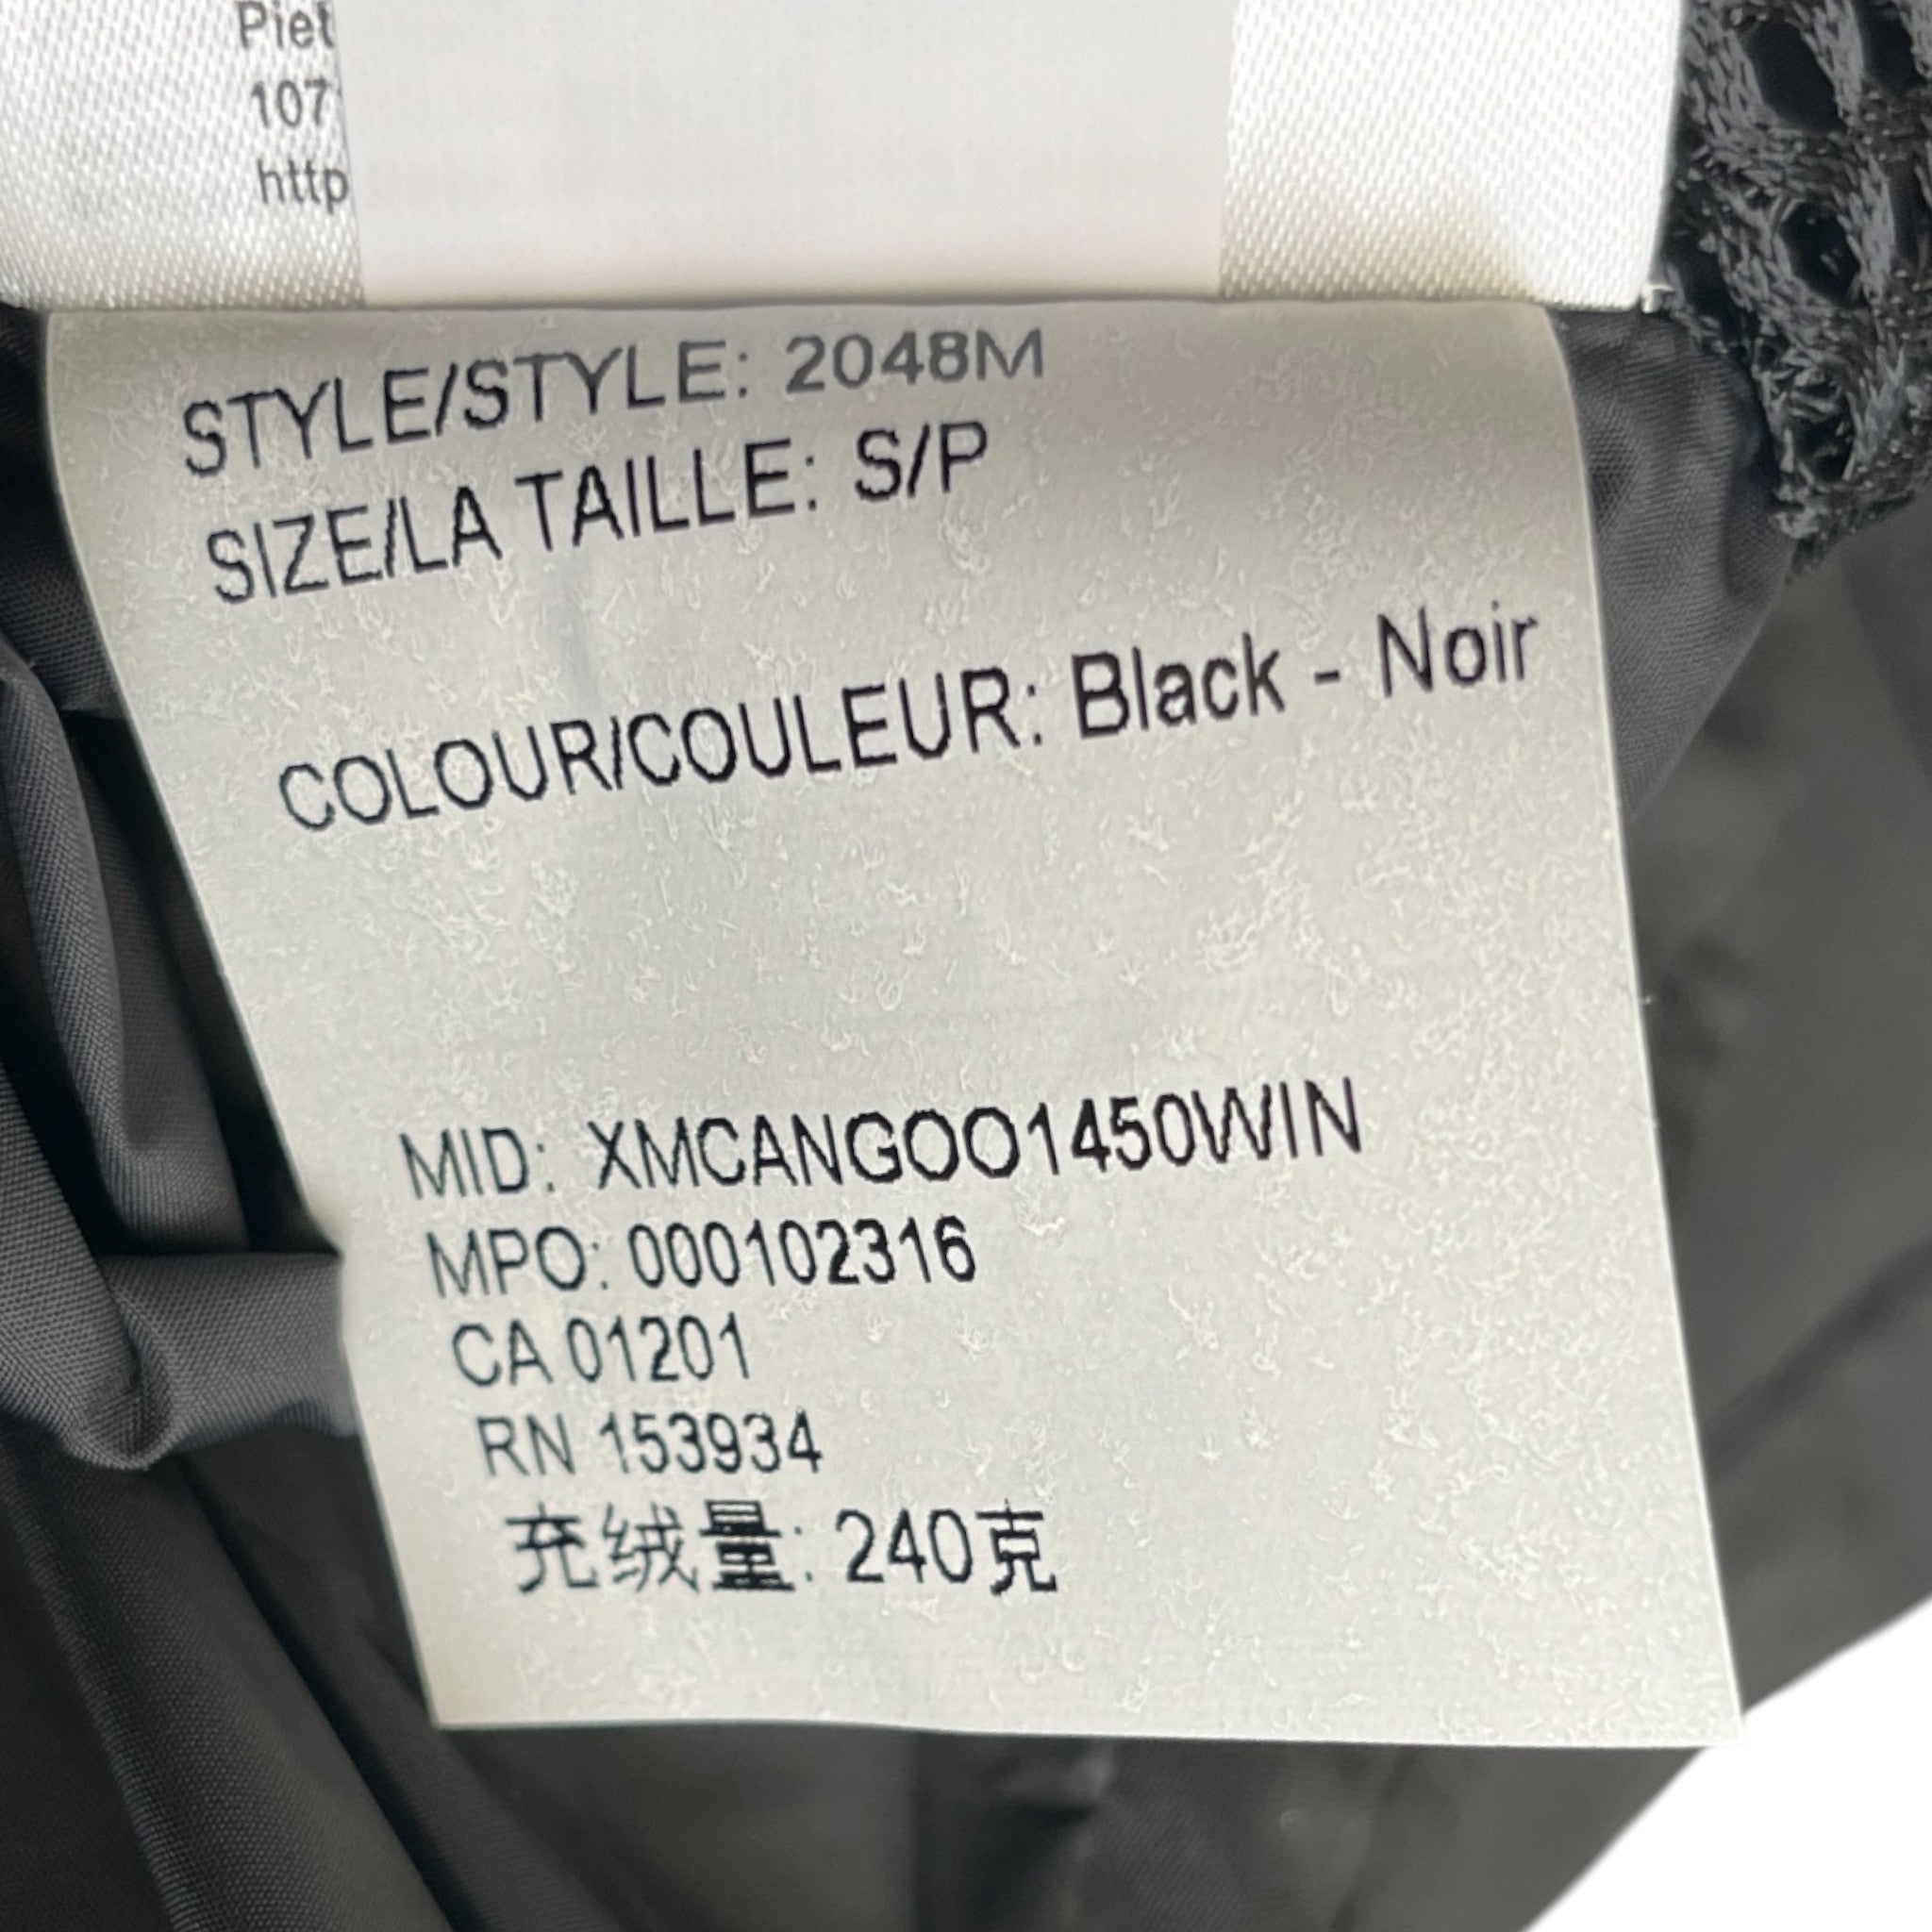 Piet
107
http
STYLE/STYLE: 2048M
SIZE/LA TAILLE: S/P
COLOUR/COULEUR: Black - Noir
MID: XMCANGOO1450WIN
MPO: 000102316
CA 01201
RN 153934
充绒量: 240克